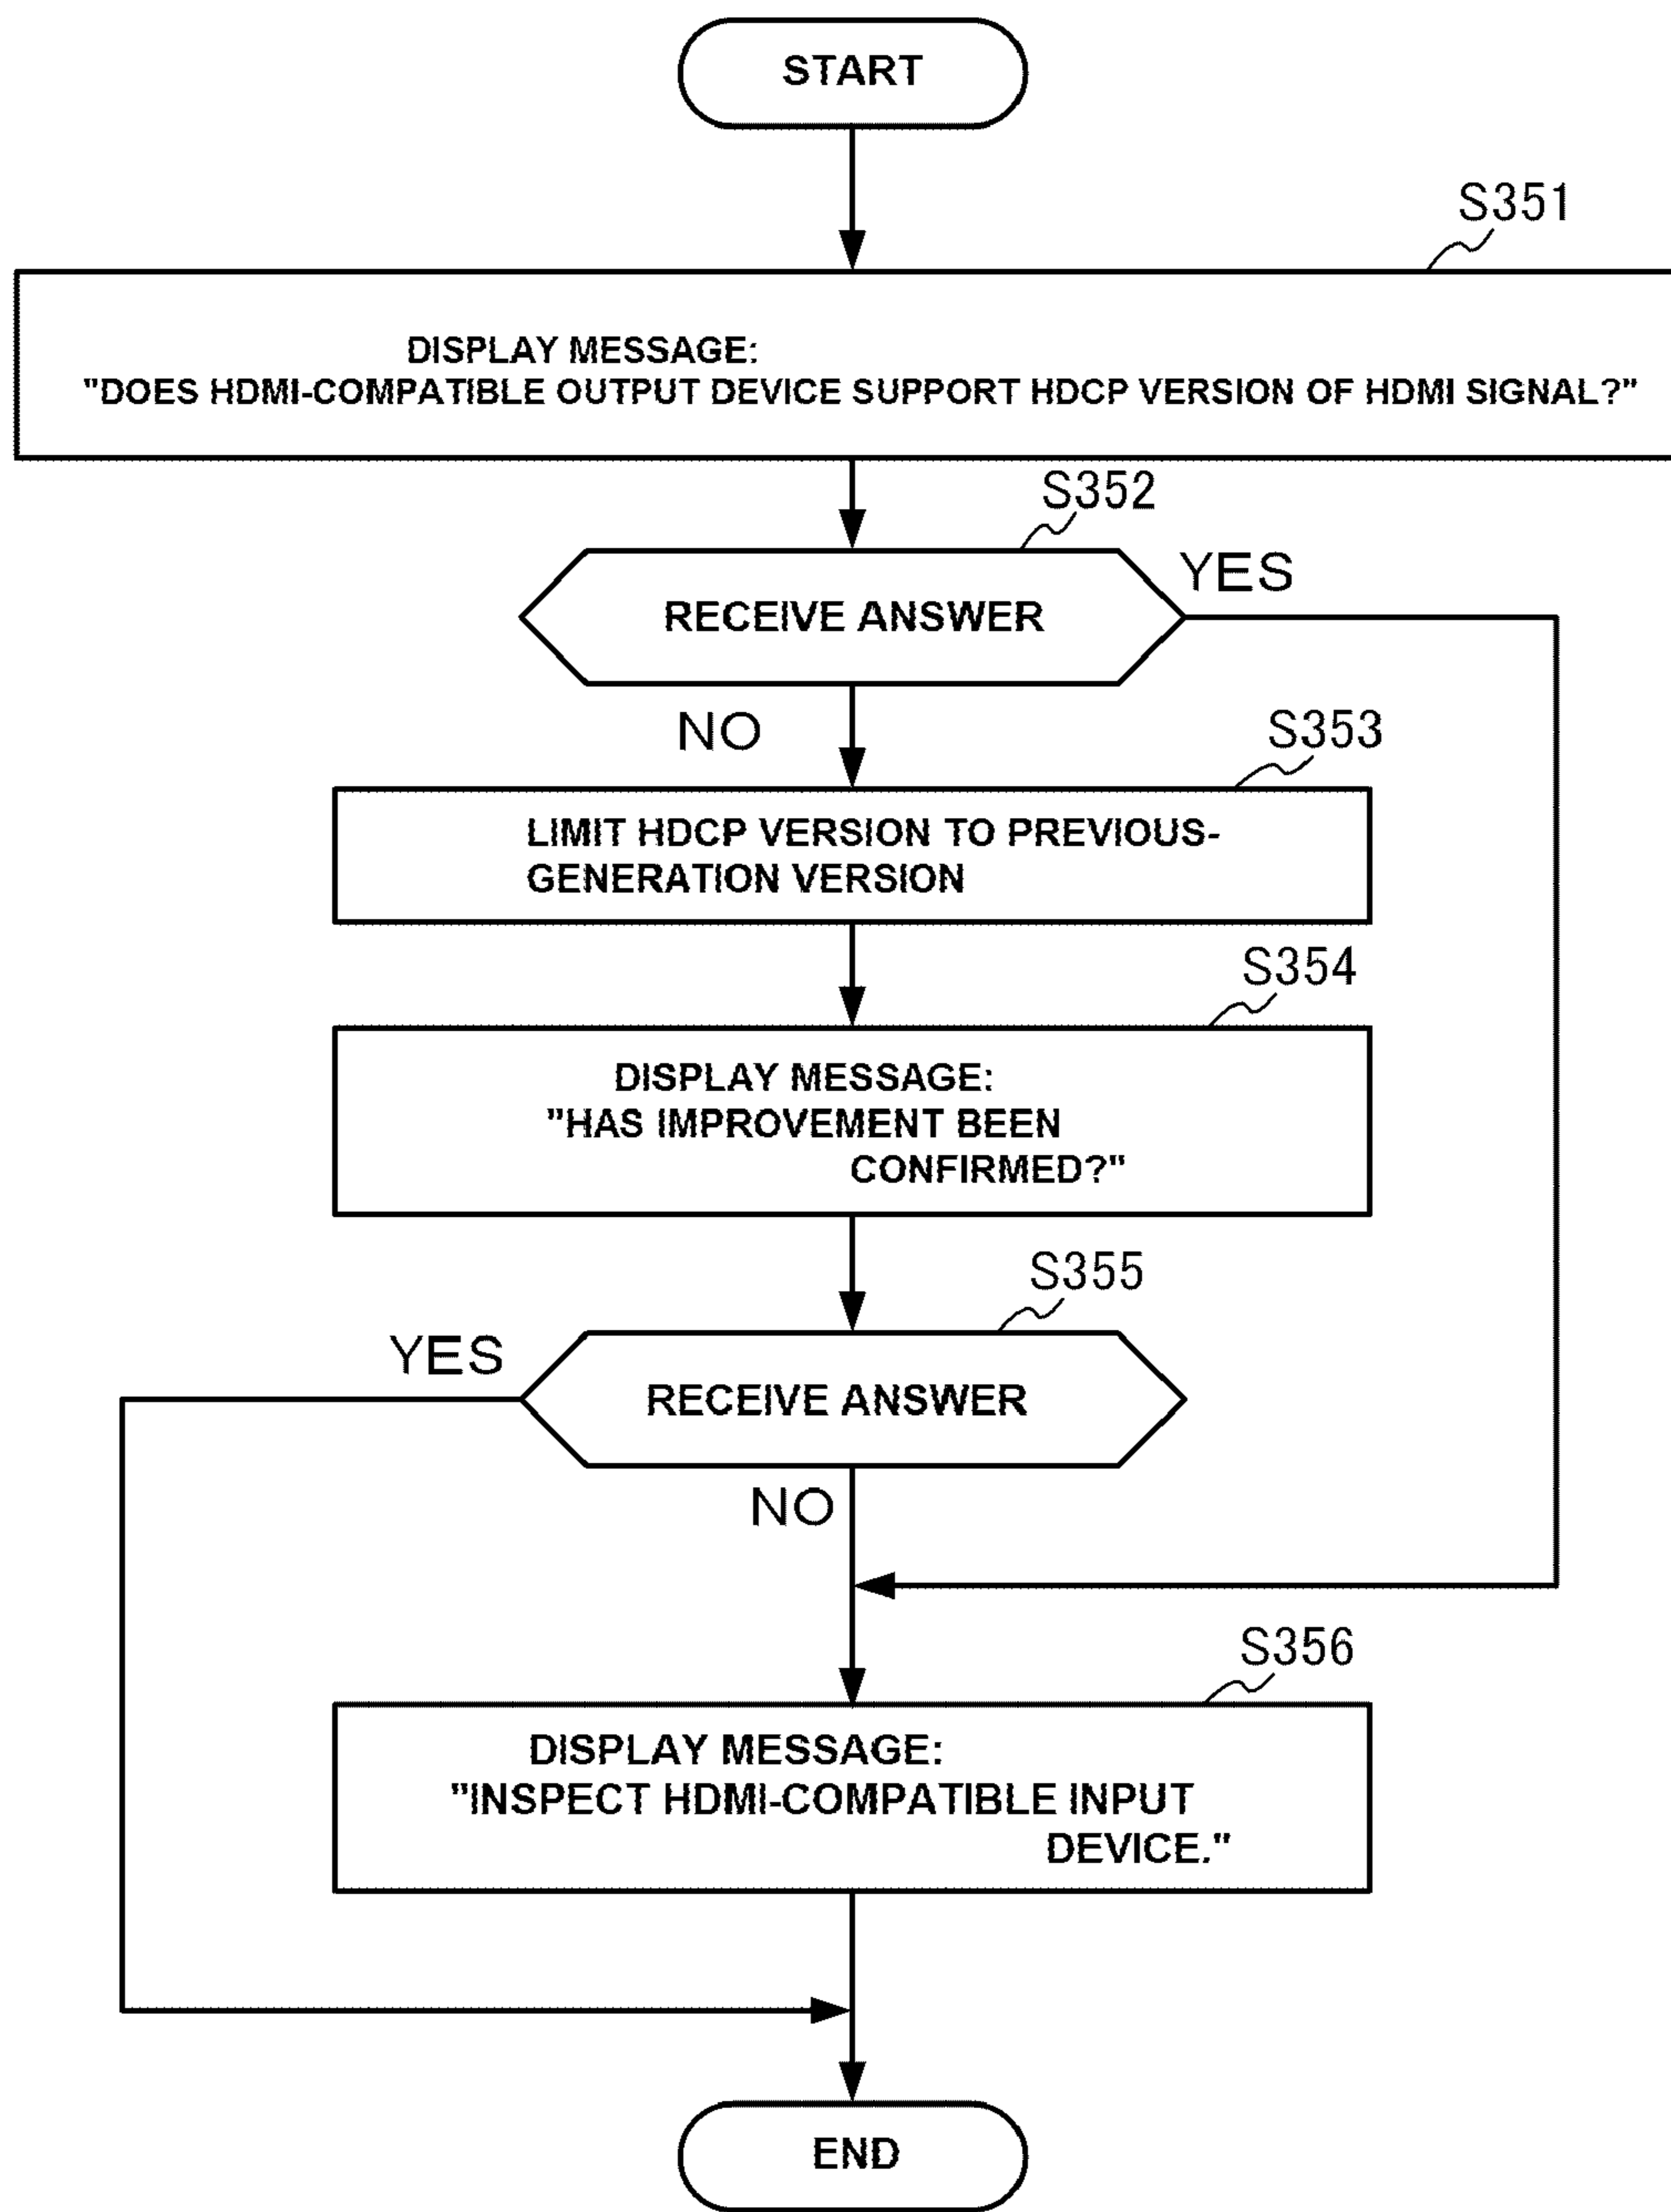 START
S351
DISPLAY MESSAGE:
"DOES HDMI-COMPATIBLE OUTPUT DEVICE SUPPORT HDCP VERSION OF HDMI SIGNAL?"
S352
YES
RECEIVE ANSWER
NO
S353
LIMIT HDCP VERSION TO PREVIOUS-
GENERATION VERSION
S354
DISPLAY MESSAGE:
"HAS IMPROVEMENT BEEN
CONFIRMED?"
S355
YES
RECEIVE ANSWER
NO
S356
DISPLAY MESSAGE:
"INSPECT HDMI-COMPATIBLE INPUT
DEVICE."
END